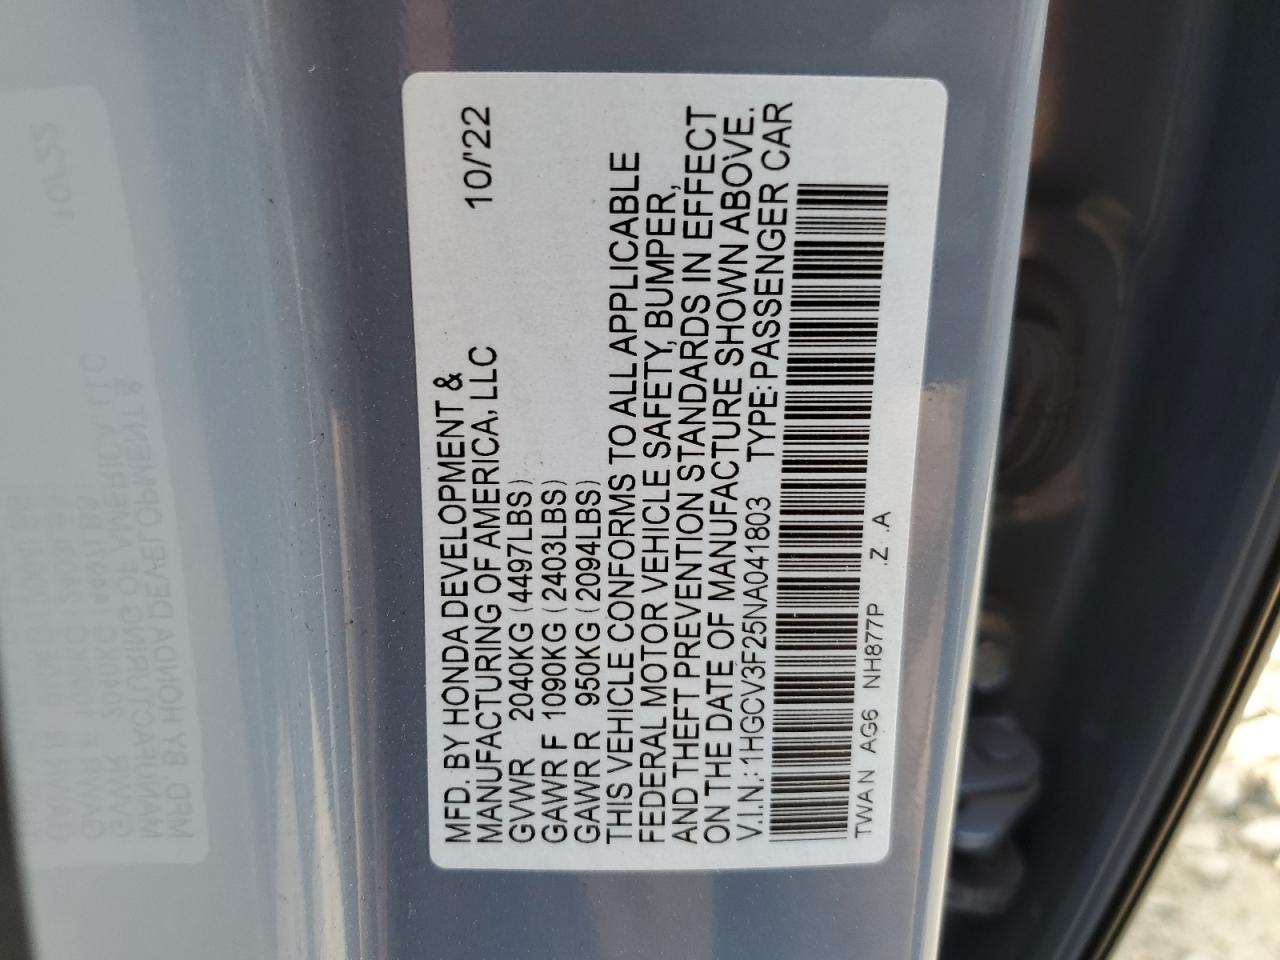 MFD. BY HONDA DEVELOPMENT &
MANUFACTURING OF AMERICA, LLC 10/'22
GVWR 2040KG (4497LBS)
GAWR F 1090KG (2403LBS)
GAWR R 950KG (2094LBS)
THIS VEHICLE CONFORMS TO ALL APPLICABLE
FEDERAL MOTOR VEHICLE SAFETY, BUMPER,
AND THEFT PREVENTION STANDARDS IN EFFECT
ON THE DATE OF MANUFACTURE SHOWN ABOVE.
V.I.N.: 1HGCV3F25NA041803 TYPE: PASSENGER CAR
TWAN AG6 NH877P .Z .A